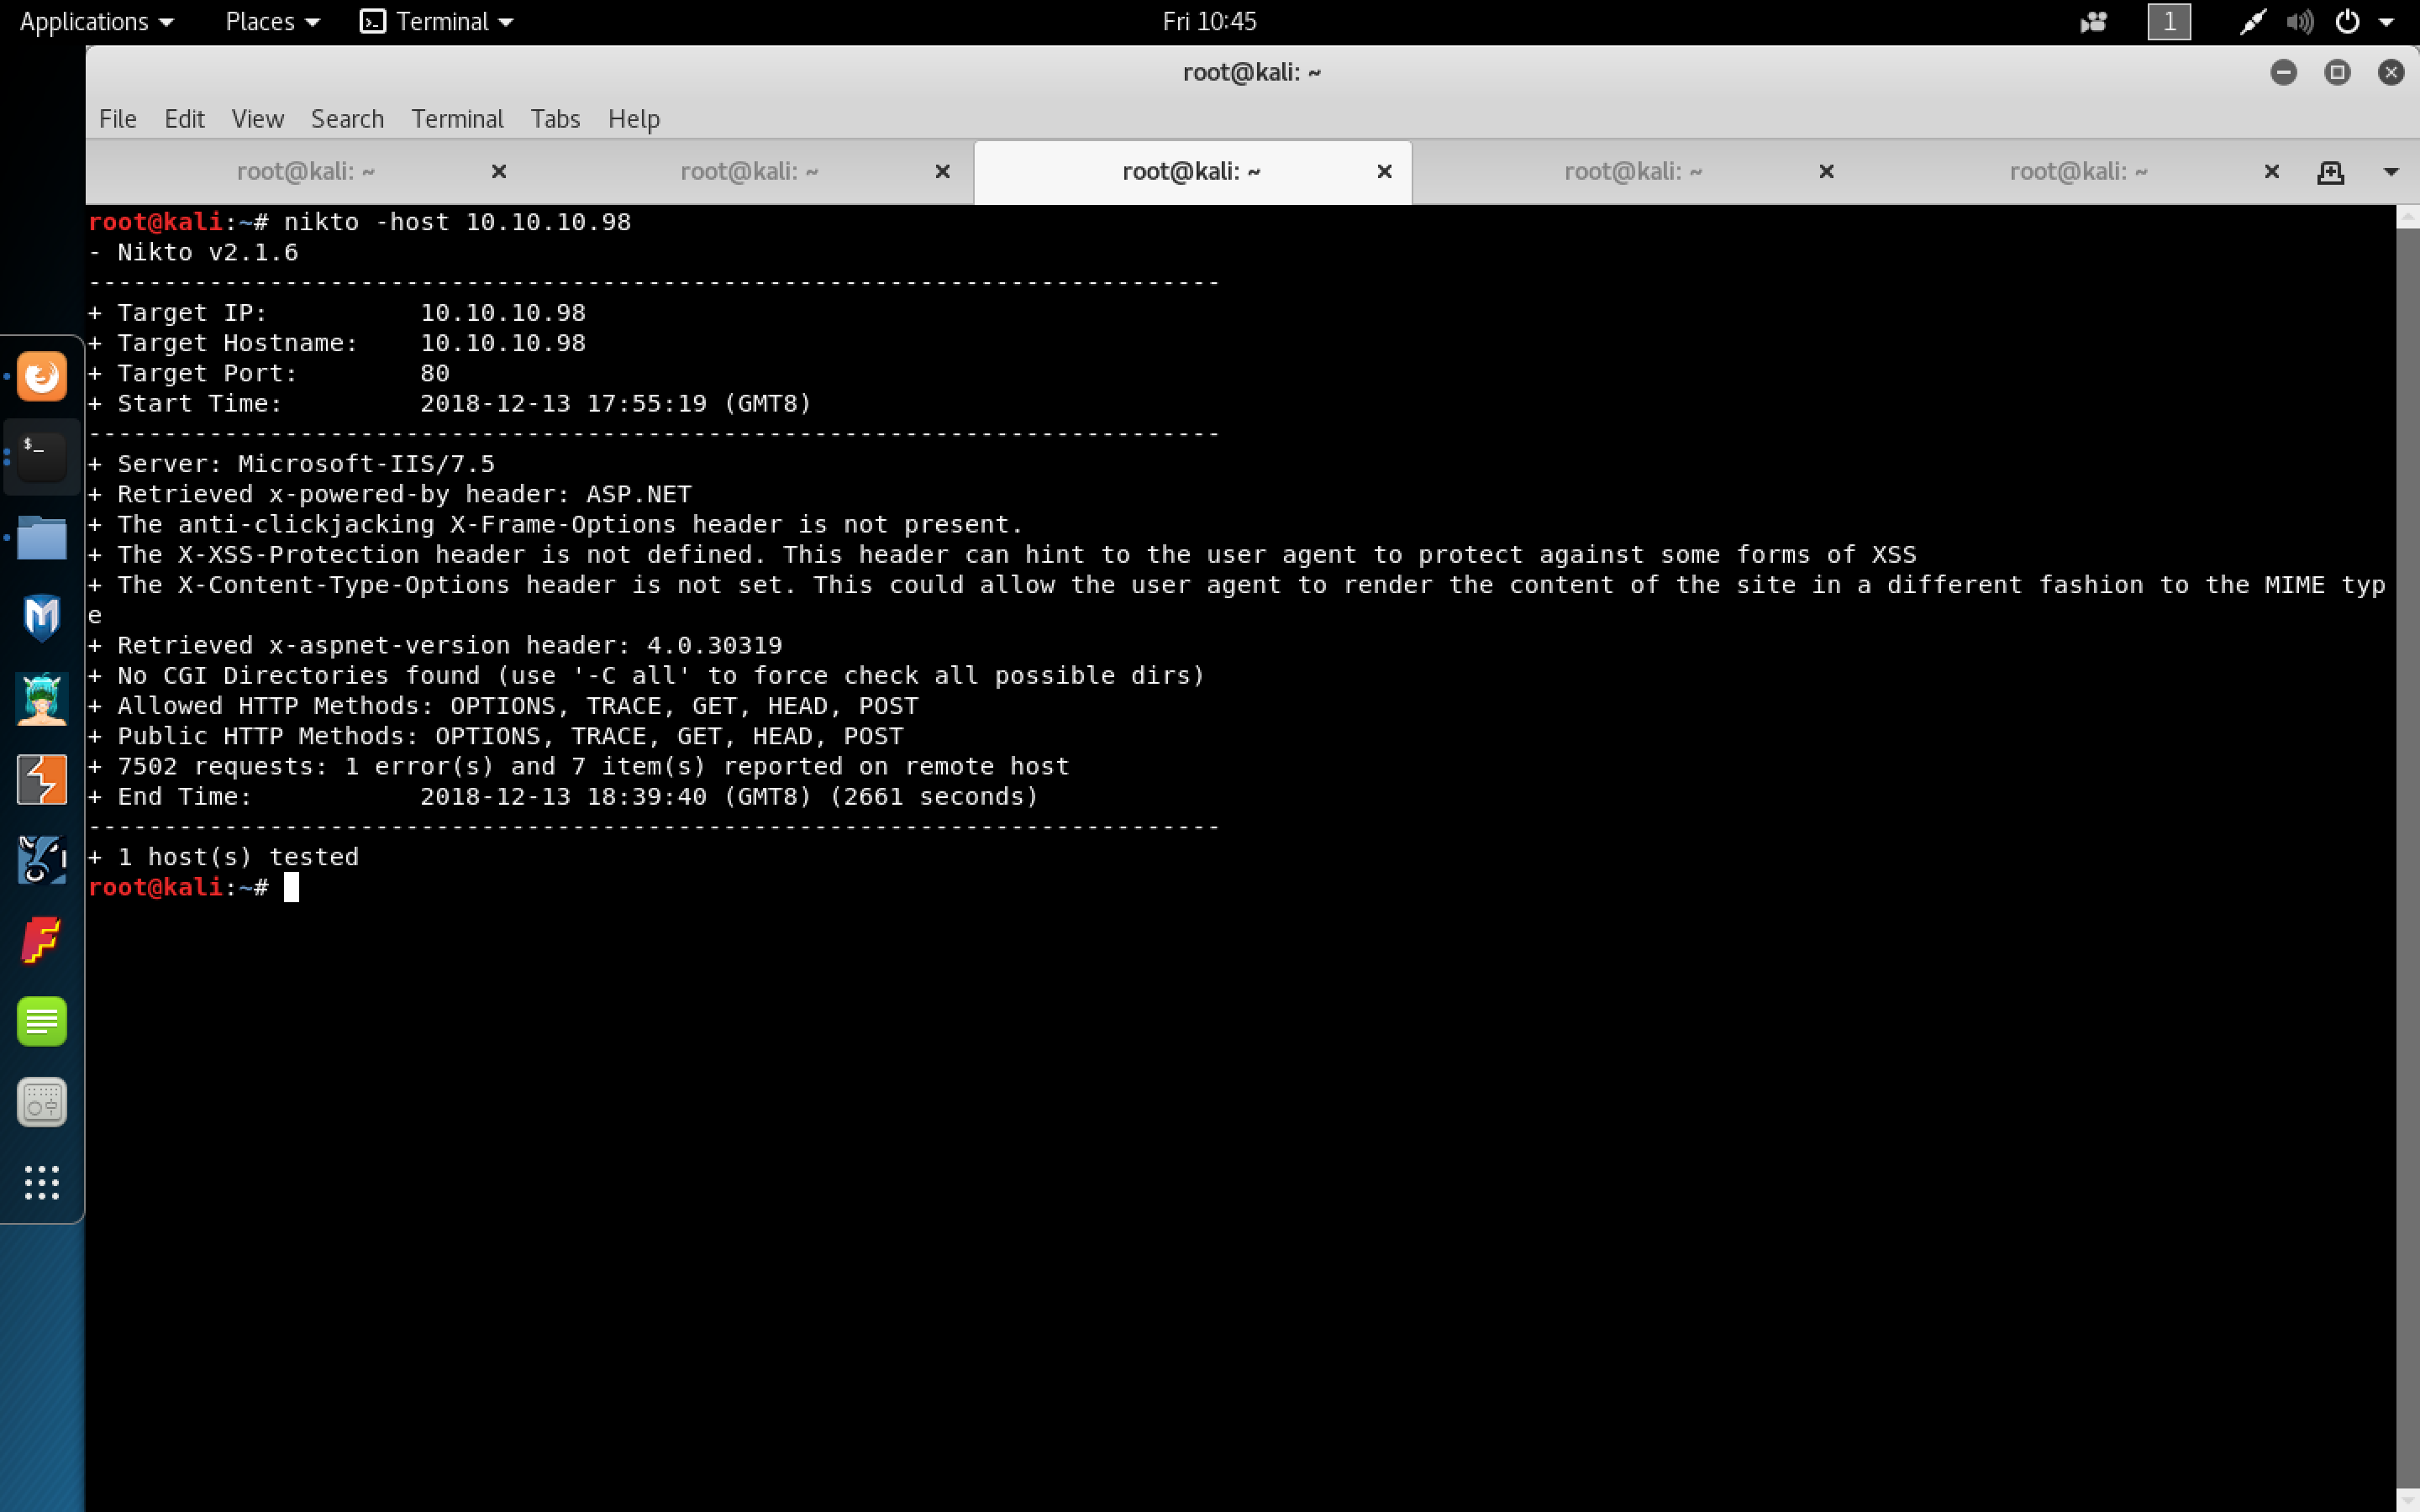 Applications Places Terminal Fri 10:45 1
root@kali: ~
File Edit View Search Terminal Tabs Help
root@kali: ~ root@kali: ~ root@kali: ~ root@kali: ~ root@kali: ~
root@kali:~# nikto -host 10.10.10.98
- Nikto v2.1.6
---------------------------------------------------------------------------
+ Target IP:          10.10.10.98
+ Target Hostname:    10.10.10.98
+ Target Port:        80
+ Start Time:         2018-12-13 17:55:19 (GMT8)
---------------------------------------------------------------------------
+ Server: Microsoft-IIS/7.5
+ Retrieved x-powered-by header: ASP.NET
+ The anti-clickjacking X-Frame-Options header is not present.
+ The X-XSS-Protection header is not defined. This header can hint to the user agent to protect against some forms of XSS
+ The X-Content-Type-Options header is not set. This could allow the user agent to render the content of the site in a different fashion to the MIME typ
e
+ Retrieved x-aspnet-version header: 4.0.30319
+ No CGI Directories found (use '-C all' to force check all possible dirs)
+ Allowed HTTP Methods: OPTIONS, TRACE, GET, HEAD, POST
+ Public HTTP Methods: OPTIONS, TRACE, GET, HEAD, POST
+ 7502 requests: 1 error(s) and 7 item(s) reported on remote host
+ End Time:           2018-12-13 18:39:40 (GMT8) (2661 seconds)
---------------------------------------------------------------------------
+ 1 host(s) tested
root@kali:~#